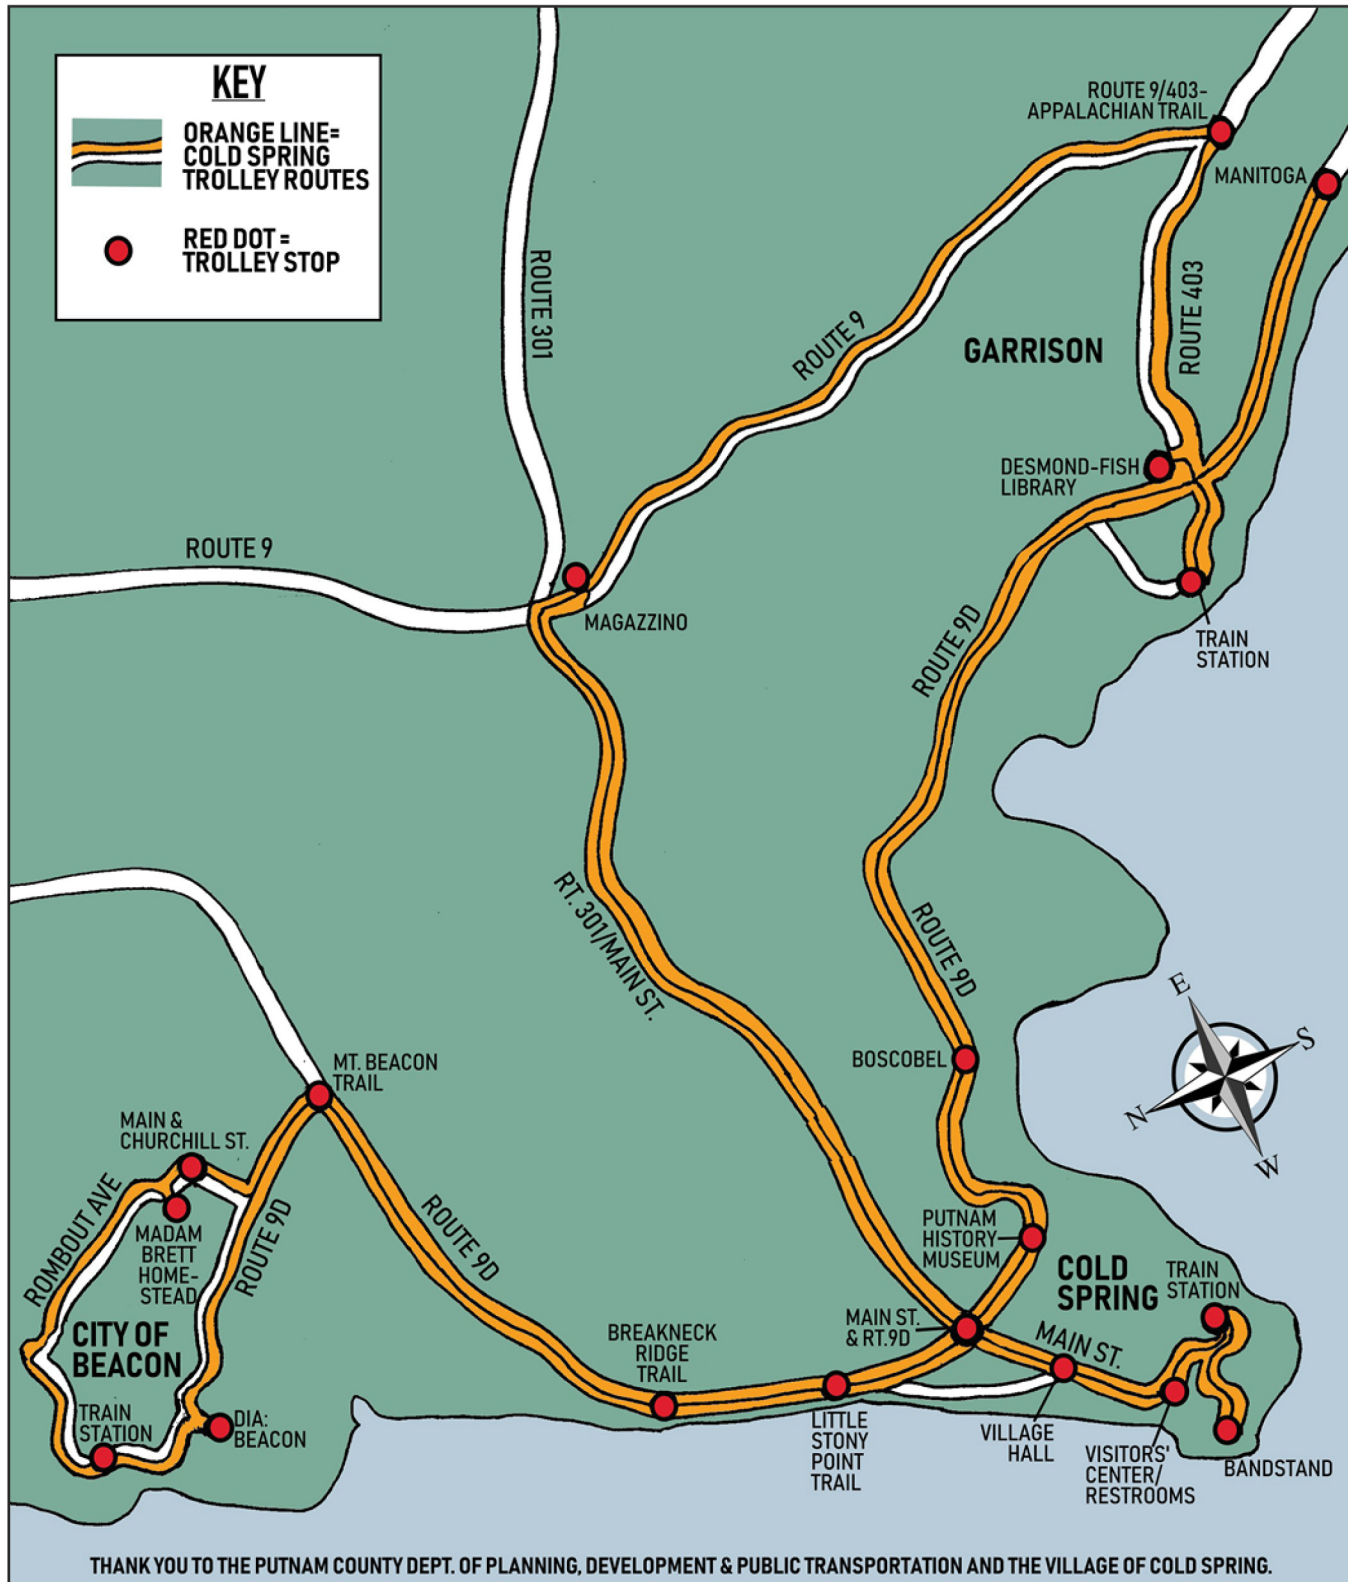 KEY
ORANGE LINE=
COLD SPRING
TROLLEY ROUTES
RED DOT =
TROLLEY STOP
ROUTE 9/403-
APPALACHIAN TRAIL
MANITOGA
ROUTE 301
ROUTE 403
ROUTE 9
GARRISON
DESMOND-FISH
LIBRARY
ROUTE 9
MAGAZZINO
TRAIN
STATION
ROUTE 9D
RT. 301/MAIN ST.
ROUTE 9D
E
S
N
W
BOSCOBEL
MT. BEACON
TRAIL
MAIN &
CHURCHILL ST.
ROMBOUT AVE
MADAM
BRETT
HOME-
STEAD
ROUTE 9D
ROUTE 9D
PUTNAM
HISTORY
MUSEUM
COLD
SPRING
TRAIN
STATION
CITY OF
BEACON
BREAKNECK
RIDGE
TRAIL
MAIN ST.
& RT.9D
MAIN ST.
TRAIN
STATION
DIA:
BEACON
LITTLE
STONY
POINT
TRAIL
VILLAGE
HALL
VISITORS'
CENTER/
RESTROOMS
BANDSTAND
THANK YOU TO THE PUTNAM COUNTY DEPT. OF PLANNING, DEVELOPMENT & PUBLIC TRANSPORTATION AND THE VILLAGE OF COLD SPRING.